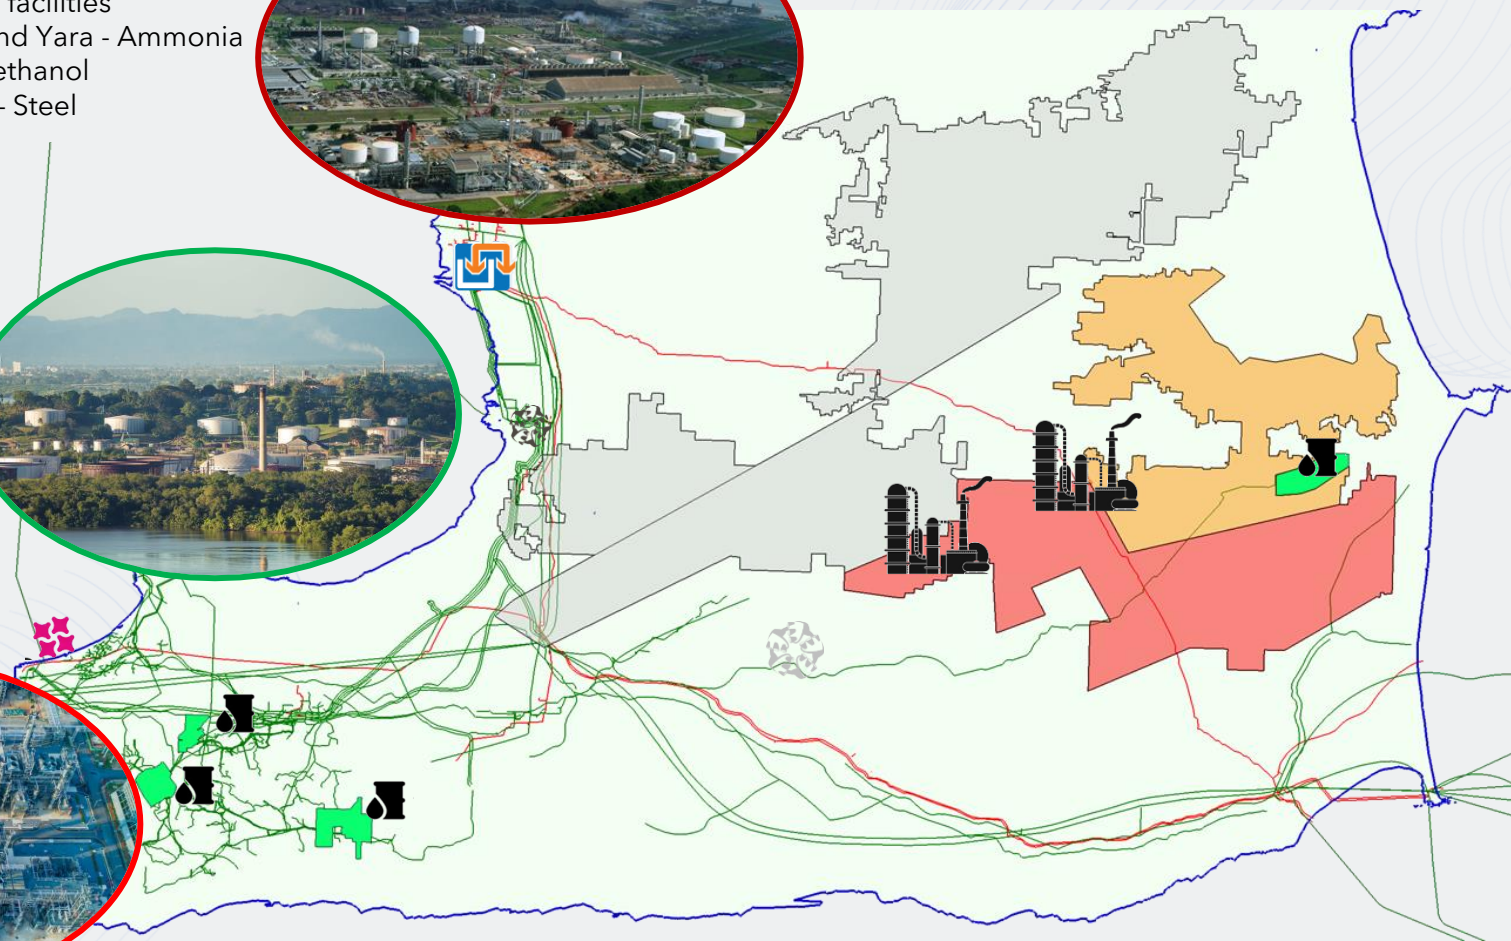 facilities
nd Yara - Ammonia
ethanol
- Steel